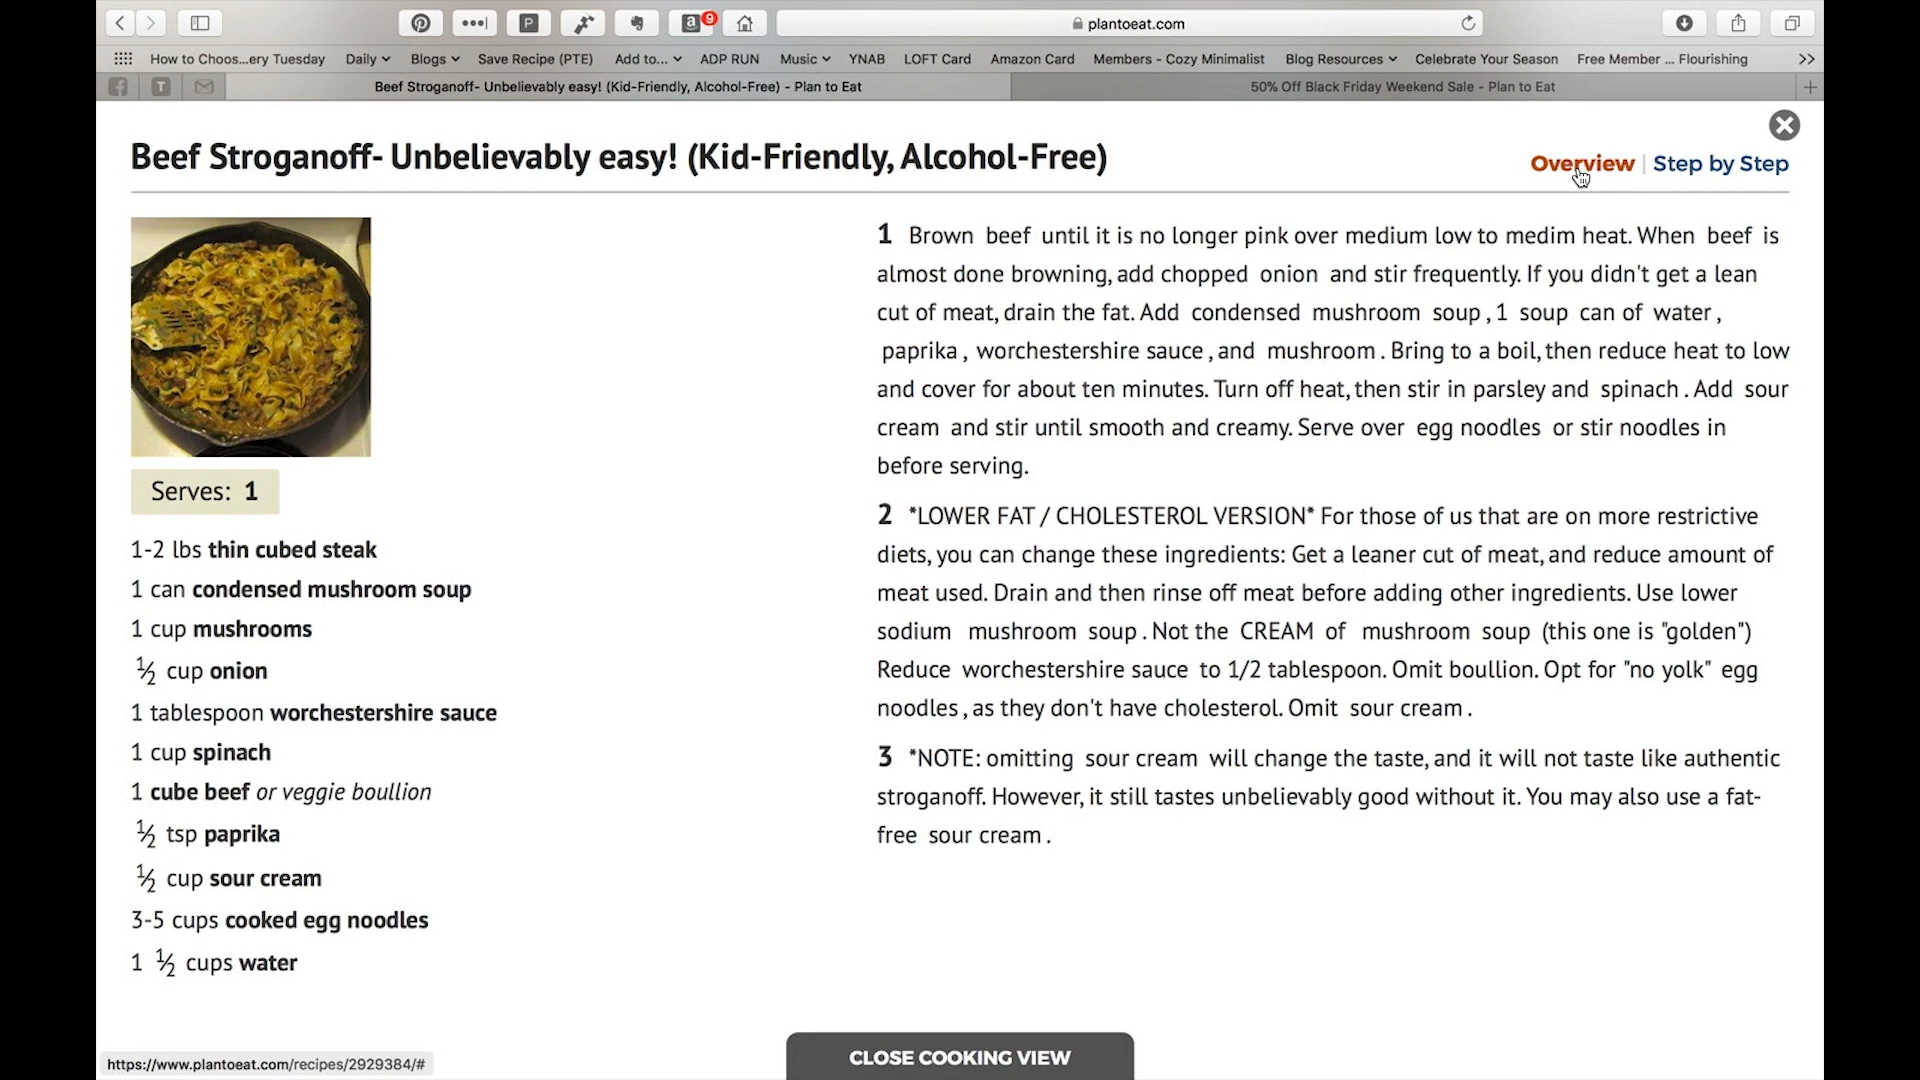 P
•••|
P
a
9
plantoeat.com
How to Choos...ery Tuesday
Daily
Blogs
Save Recipe (PTE)
Add to...
ADP RUN
Music
YNAB
LOFT Card
Amazon Card
Members - Cozy Minimalist
Blog Resources
Celebrate Your Season
Free Member ... Flourishing
T
Beef Stroganoff- Unbelievably easy! (Kid-Friendly, Alcohol-Free) - Plan to Eat
50% Off Black Friday Weekend Sale - Plan to Eat
Beef Stroganoff- Unbelievably easy! (Kid-Friendly, Alcohol-Free)
Overview | Step by Step
Serves: 1
1-2 lbs thin cubed steak
1 can condensed mushroom soup
1 cup mushrooms
½ cup onion
1 tablespoon worchestershire sauce
1 cup spinach
1 cube beef or veggie boullion
½ tsp paprika
½ cup sour cream
3-5 cups cooked egg noodles
1 ½ cups water
1 Brown beef until it is no longer pink over medium low to medim heat. When beef is
almost done browning, add chopped onion and stir frequently. If you didn't get a lean
cut of meat, drain the fat. Add condensed mushroom soup , 1 soup can of water ,
paprika , worchestershire sauce , and mushroom . Bring to a boil, then reduce heat to low
and cover for about ten minutes. Turn off heat, then stir in parsley and spinach . Add sour
cream and stir until smooth and creamy. Serve over egg noodles or stir noodles in
before serving.
2 *LOWER FAT / CHOLESTEROL VERSION* For those of us that are on more restrictive
diets, you can change these ingredients: Get a leaner cut of meat, and reduce amount of
meat used. Drain and then rinse off meat before adding other ingredients. Use lower
sodium mushroom soup . Not the CREAM of mushroom soup (this one is "golden")
Reduce worchestershire sauce to 1/2 tablespoon. Omit boullion. Opt for "no yolk" egg
noodles , as they don't have cholesterol. Omit sour cream .
3 *NOTE: omitting sour cream will change the taste, and it will not taste like authentic
stroganoff. However, it still tastes unbelievably good without it. You may also use a fat-
free sour cream .
https://www.plantoeat.com/recipes/2929384/#
CLOSE COOKING VIEW